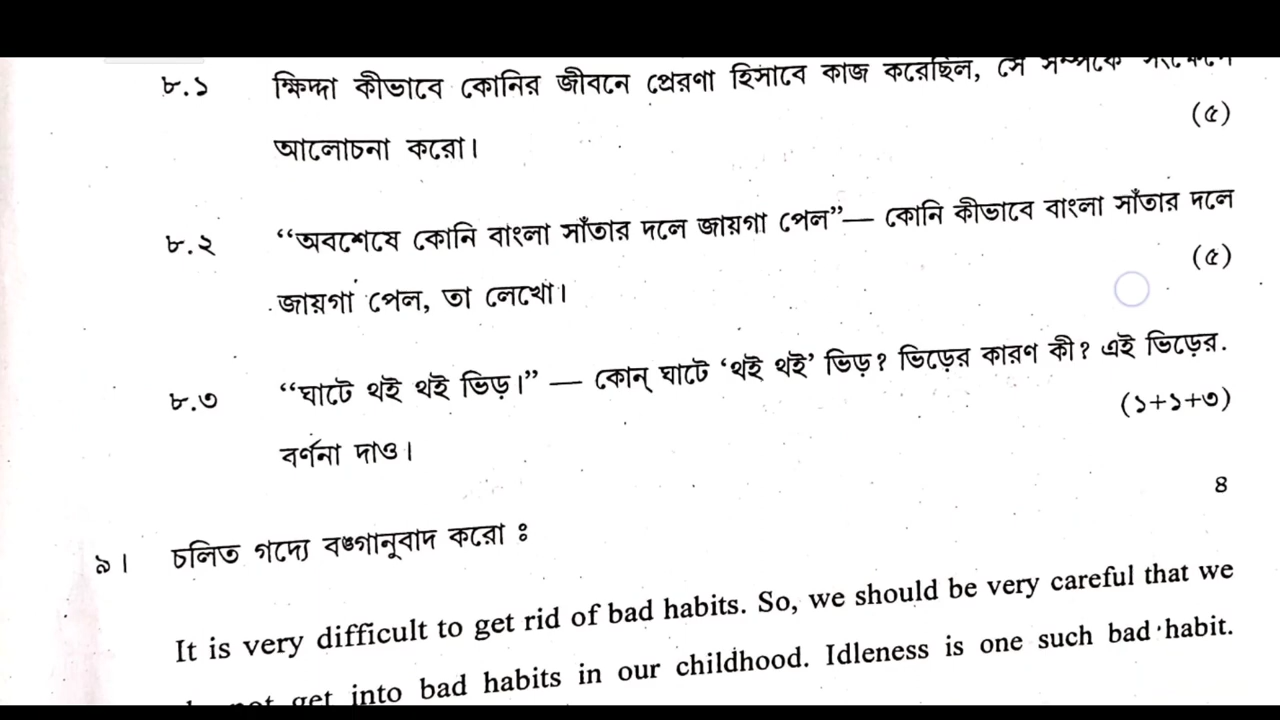 ৮.১ ক্ষিদ্দা কীভাবে কোনির জীবনে প্রেরণা হিসাবে কাজ করেছিল, সে সম্পর্কে
(৫)
আলোচনা করো।
৮.২ “অবশেষে কোনি বাংলা সাঁতার দলে জায়গা পেল”— কোনি কীভাবে বাংলা সাঁতার দলে
(৫)
জায়গা পেল, তা লেখো।
৮.৩ “ঘাটে থই থই ভিড়।” — কোন্ ঘাটে ‘থই থই’ ভিড়? ভিড়ের কারণ কী? এই ভিড়ের
(১+১+৩)
বর্ণনা দাও।
৪
৯। চলিত গদ্যে বঙ্গানুবাদ করো ঃ
It is very difficult to get rid of bad habits. So, we should be very careful that we
not get into bad habits in our childhood. Idleness is one such bad habit.